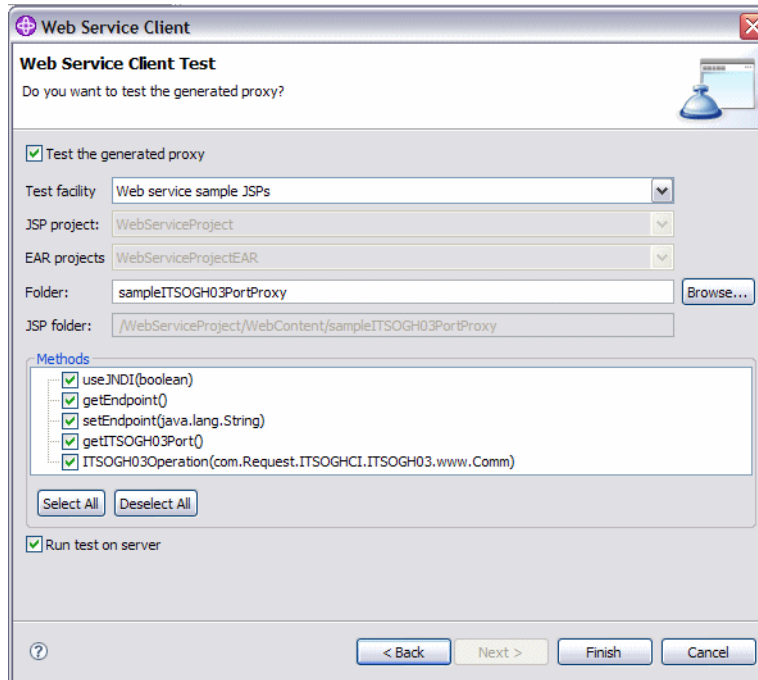 Web Service Client
Web Service Client Test
Do you want to test the generated proxy?
Test the generated proxy
Test facility Web service sample JSPs
JSP project: WebServiceProject
EAR projects WebServiceProjectEAR
Folder: sampleITSOGH03PortProxy Browse...
JSP folder: /WebServiceProject/WebContent/sampleITSOGH03PortProxy
Methods
useJNDI(boolean)
getEndpoint()
setEndpoint(java.lang.String)
getITSOGH03Port()
ITSOGH03Operation(com.Request.ITSOGHCI.ITSOGH03.www.Comm)
Select All Deselect All
Run test on server
? < Back Next > Finish Cancel